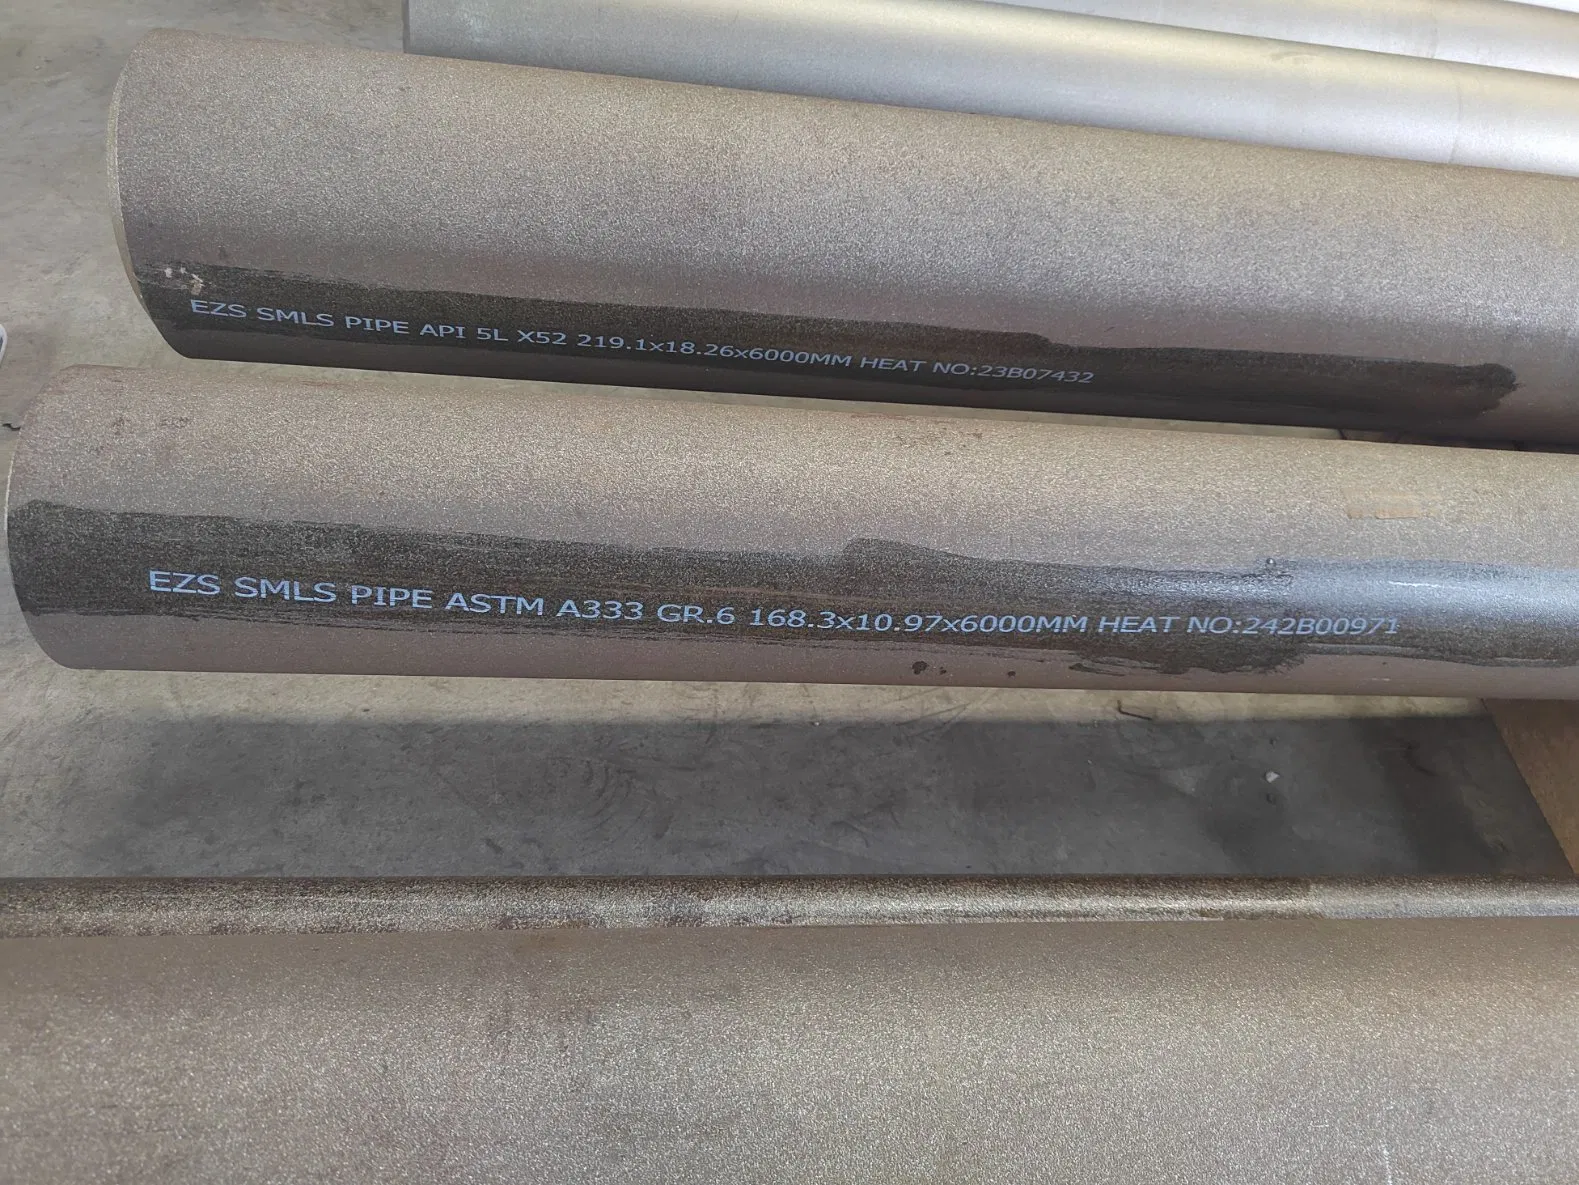 EZS SMLS PIPE API 5L X52 219.1x18.26x6000MM HEAT NO:23B07432
EZS SMLS PIPE ASTM A333 GR.6 168.3x10.97x6000MM HEAT NO:242B00971